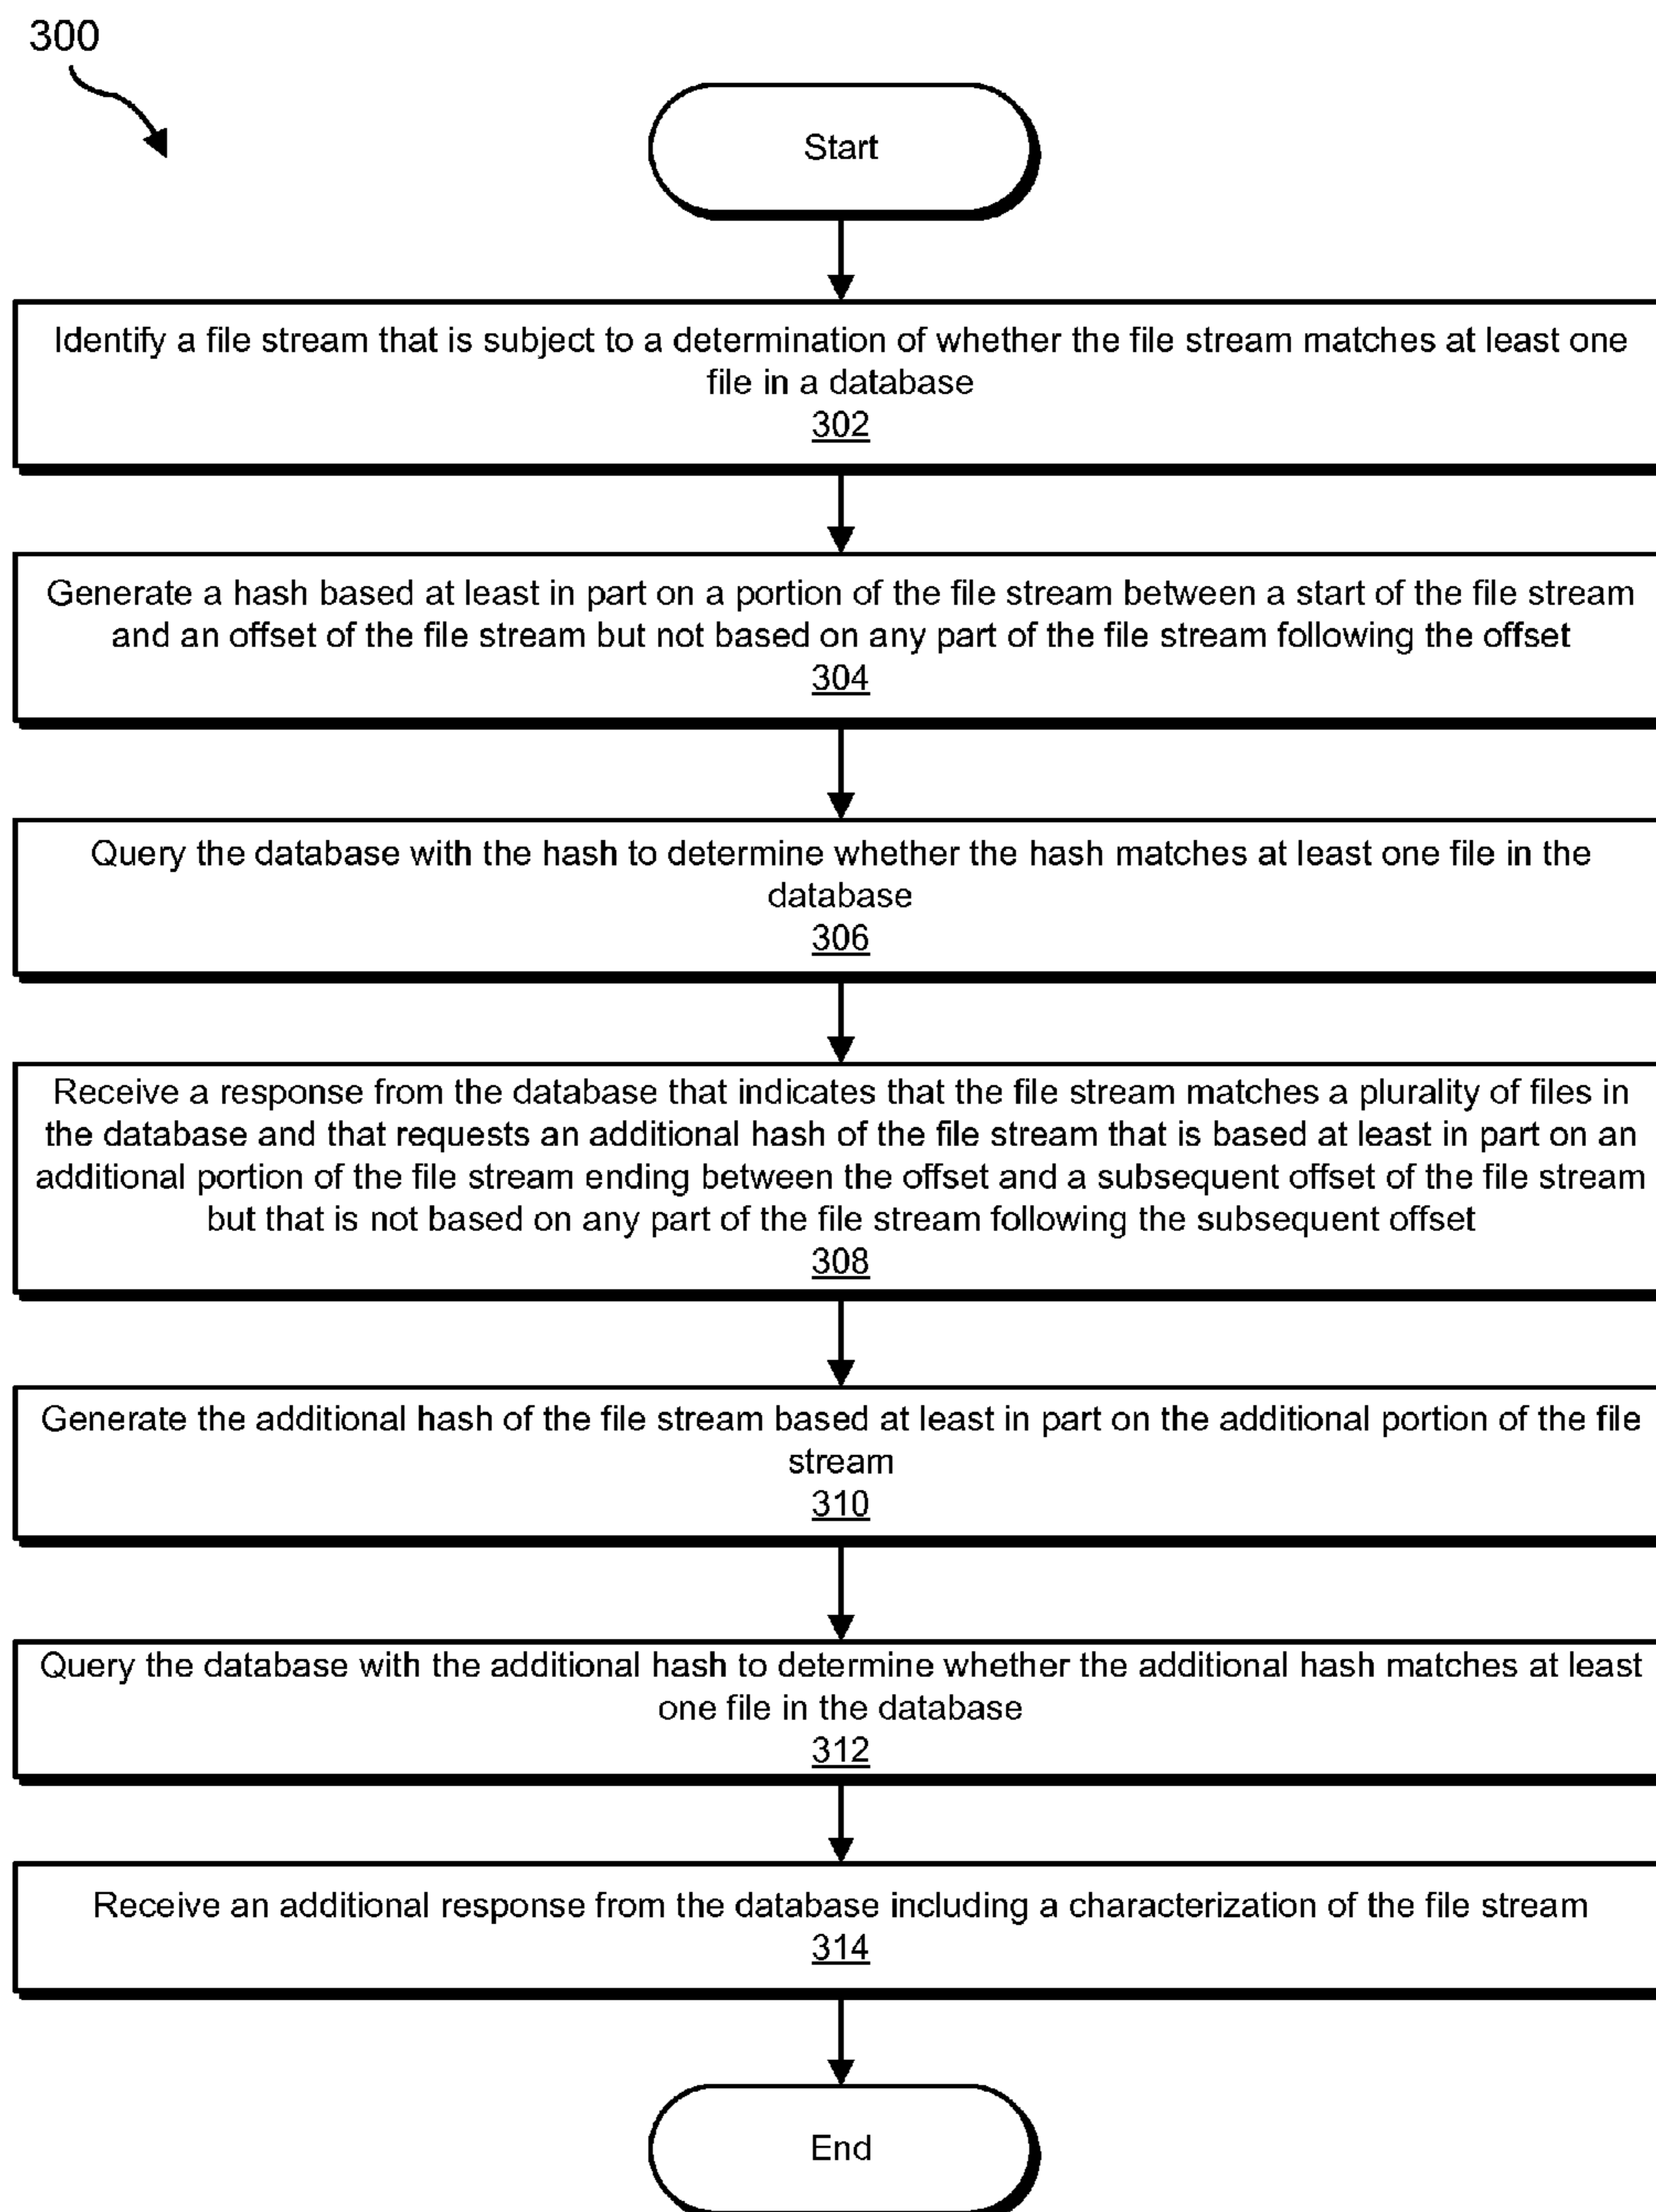 300
Start
Identify a file stream that is subject to a determination of whether the file stream matches at least one
file in a database
302
Generate a hash based at least in part on a portion of the file stream between a start of the file stream
and an offset of the file stream but not based on any part of the file stream following the offset
304
Query the database with the hash to determine whether the hash matches at least one file in the
database
306
Receive a response from the database that indicates that the file stream matches a plurality of files in
the database and that requests an additional hash of the file stream that is based at least in part on an
additional portion of the file stream ending between the offset and a subsequent offset of the file stream
but that is not based on any part of the file stream following the subsequent offset
308
Generate the additional hash of the file stream based at least in part on the additional portion of the file
stream
310
Query the database with the additional hash to determine whether the additional hash matches at least
one file in the database
312
Receive an additional response from the database including a characterization of the file stream
314
End